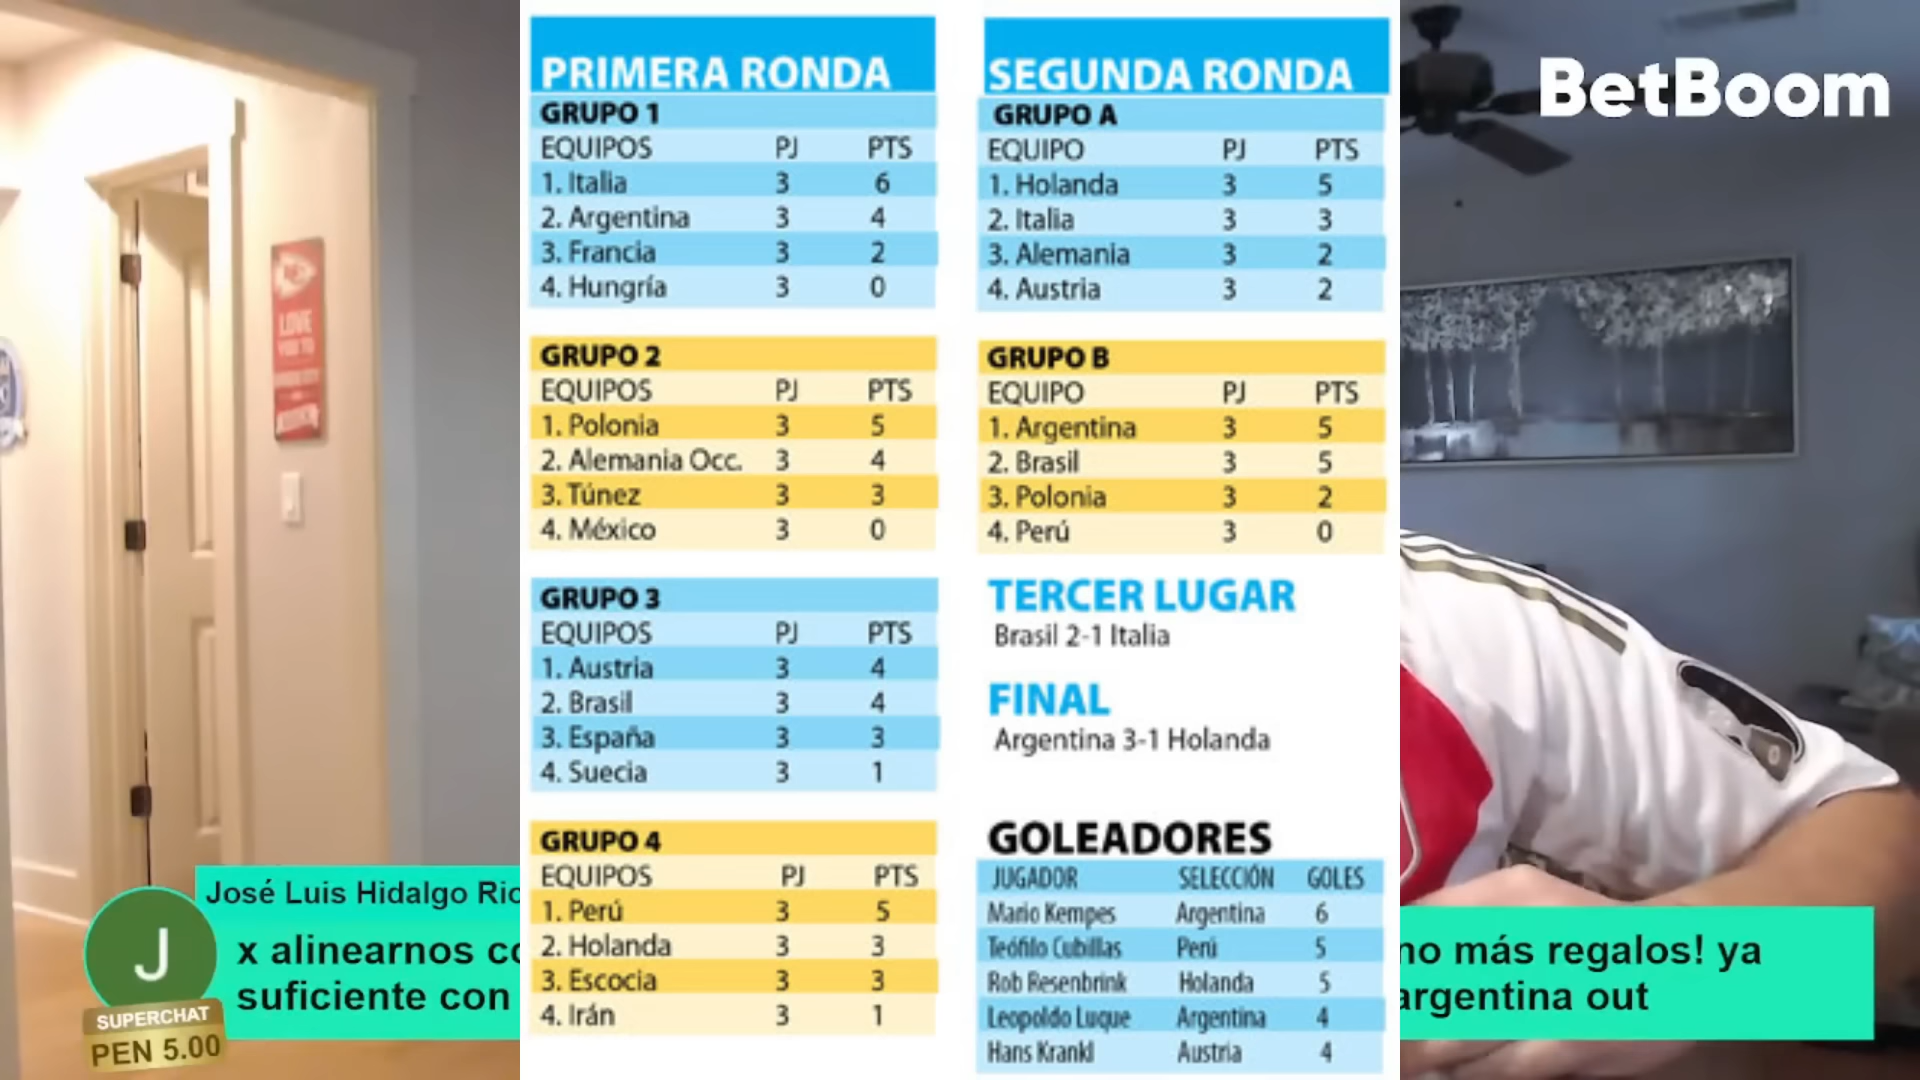 BetBoom
PRIMERA RONDA
GRUPO 1
EQUIPOS PJ PTS
1. Italia 3 6
2. Argentina 3 4
3. Francia 3 2
4. Hungría 3 0
GRUPO 2
EQUIPOS PJ PTS
1. Polonia 3 5
2. Alemania Occ. 3 4
3. Túnez 3 3
4. México 3 0
GRUPO 3
EQUIPOS PJ PTS
1. Austria 3 4
2. Brasil 3 4
3. España 3 3
4. Suecia 3 1
GRUPO 4
EQUIPOS PJ PTS
1. Perú 3 5
2. Holanda 3 3
3. Escocia 3 3
4. Irán 3 1
SEGUNDA RONDA
GRUPO A
EQUIPO PJ PTS
1. Holanda 3 5
2. Italia 3 3
3. Alemania 3 2
4. Austria 3 2
GRUPO B
EQUIPO PJ PTS
1. Argentina 3 5
2. Brasil 3 5
3. Polonia 3 2
4. Perú 3 0
TERCER LUGAR
Brasil 2-1 Italia
FINAL
Argentina 3-1 Holanda
GOLEADORES
JUGADOR SELECCIÓN GOLES
Mario Kempes Argentina 6
Teófilo Cubillas Perú 5
Rob Resenbrink Holanda 5
Leopoldo Luque Argentina 4
Hans Krankl Austria 4
LOVE
YOU TO
José Luis Hidalgo Ric
J
x alinearnos co
suficiente con
SUPERCHAT
PEN 5.00
no más regalos! ya
argentina out